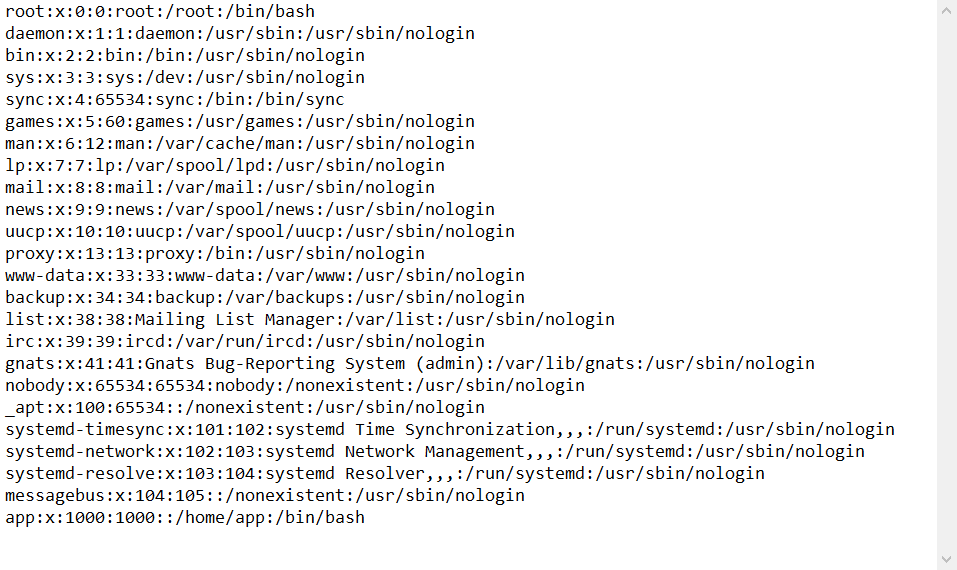 root:x:0:0:root:/root:/bin/bash
daemon:x:1:1:daemon:/usr/sbin:/usr/sbin/nologin
bin:x:2:2:bin:/bin:/usr/sbin/nologin
sys:x:3:3:sys:/dev:/usr/sbin/nologin
sync:x:4:65534:sync:/bin:/bin/sync
games:x:5:60:games:/usr/games:/usr/sbin/nologin
man:x:6:12:man:/var/cache/man:/usr/sbin/nologin
lp:x:7:7:lp:/var/spool/lpd:/usr/sbin/nologin
mail:x:8:8:mail:/var/mail:/usr/sbin/nologin
news:x:9:9:news:/var/spool/news:/usr/sbin/nologin
uucp:x:10:10:uucp:/var/spool/uucp:/usr/sbin/nologin
proxy:x:13:13:proxy:/bin:/usr/sbin/nologin
www-data:x:33:33:www-data:/var/www:/usr/sbin/nologin
backup:x:34:34:backup:/var/backups:/usr/sbin/nologin
list:x:38:38:Mailing List Manager:/var/list:/usr/sbin/nologin
irc:x:39:39:ircd:/var/run/ircd:/usr/sbin/nologin
gnats:x:41:41:Gnats Bug-Reporting System (admin):/var/lib/gnats:/usr/sbin/nologin
nobody:x:65534:65534:nobody:/nonexistent:/usr/sbin/nologin
_apt:x:100:65534::/nonexistent:/usr/sbin/nologin
systemd-timesync:x:101:102:systemd Time Synchronization,,,:/run/systemd:/usr/sbin/nologin
systemd-network:x:102:103:systemd Network Management,,,:/run/systemd:/usr/sbin/nologin
systemd-resolve:x:103:104:systemd Resolver,,,:/run/systemd:/usr/sbin/nologin
messagebus:x:104:105::/nonexistent:/usr/sbin/nologin
app:x:1000:1000::/home/app:/bin/bash